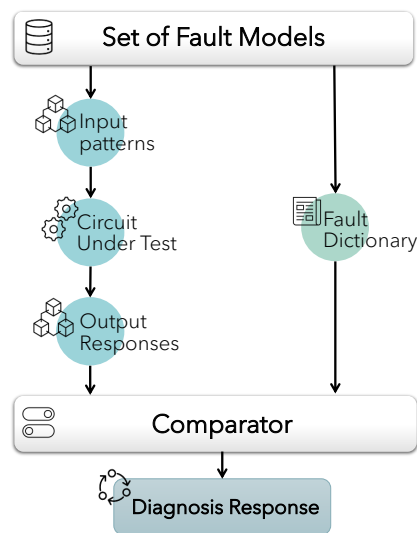 Set of Fault Models
Input
patterns
Circuit
Under Test
Fault
Dictionary
Output
Responses
Comparator
Diagnosis Response